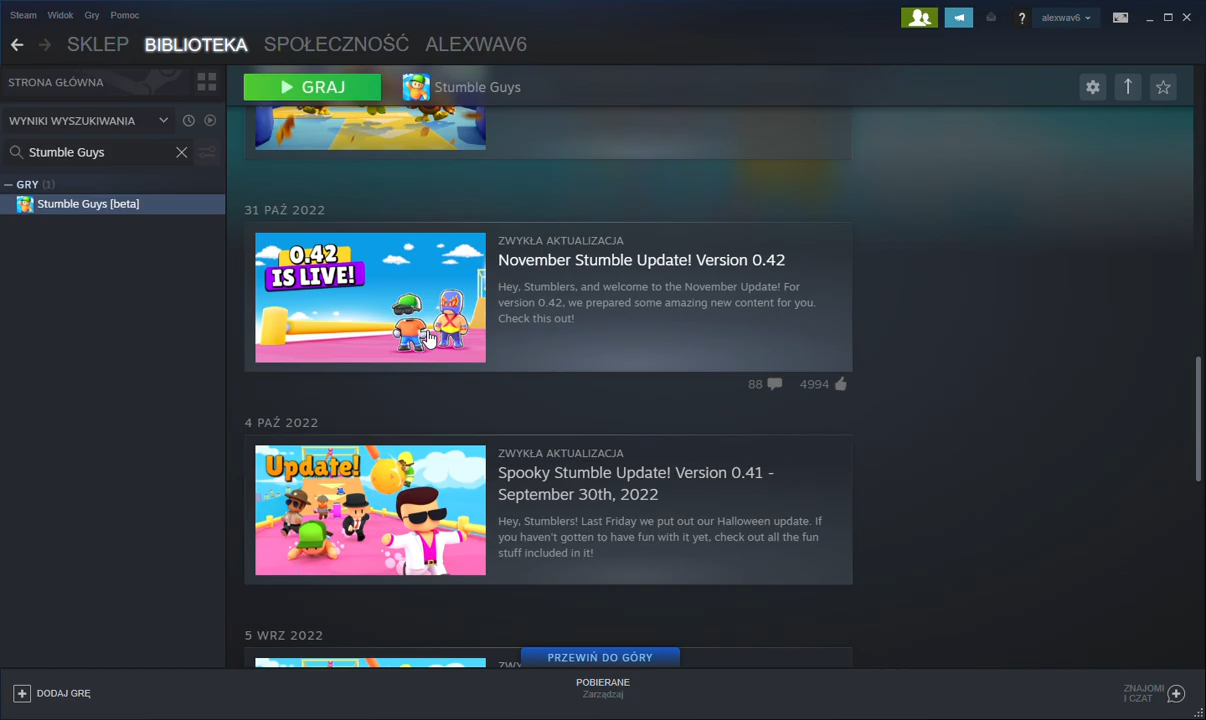 Steam Widok Gry Pomoc
alexwav6
SKLEP BIBLIOTEKA SPOŁECZNOŚĆ ALEXWAV6
STRONA GŁÓWNA
GRAJ
Stumble Guys
WYNIKI WYSZUKIWANIA
Stumble Guys
GRY (1)
Stumble Guys [beta]
31 PAŹ 2022
0.42
IS LIVE!
ZWYKŁA AKTUALIZACJA
November Stumble Update! Version 0.42
Hey, Stumblers, and welcome to the November Update! For
version 0.42, we prepared some amazing new content for you.
Check this out!
88 4994
4 PAŹ 2022
Update!
ZWYKŁA AKTUALIZACJA
Spooky Stumble Update! Version 0.41 -
September 30th, 2022
Hey, Stumblers! Last Friday we put out our Halloween update. If
you haven't gotten to have fun with it yet, check out all the fun
stuff included in it!
5 WRZ 2022
PRZEWIŃ DO GÓRY
DODAJ GRĘ
POBIERANE
Zarządzaj
ZNAJOMI
I CZAT